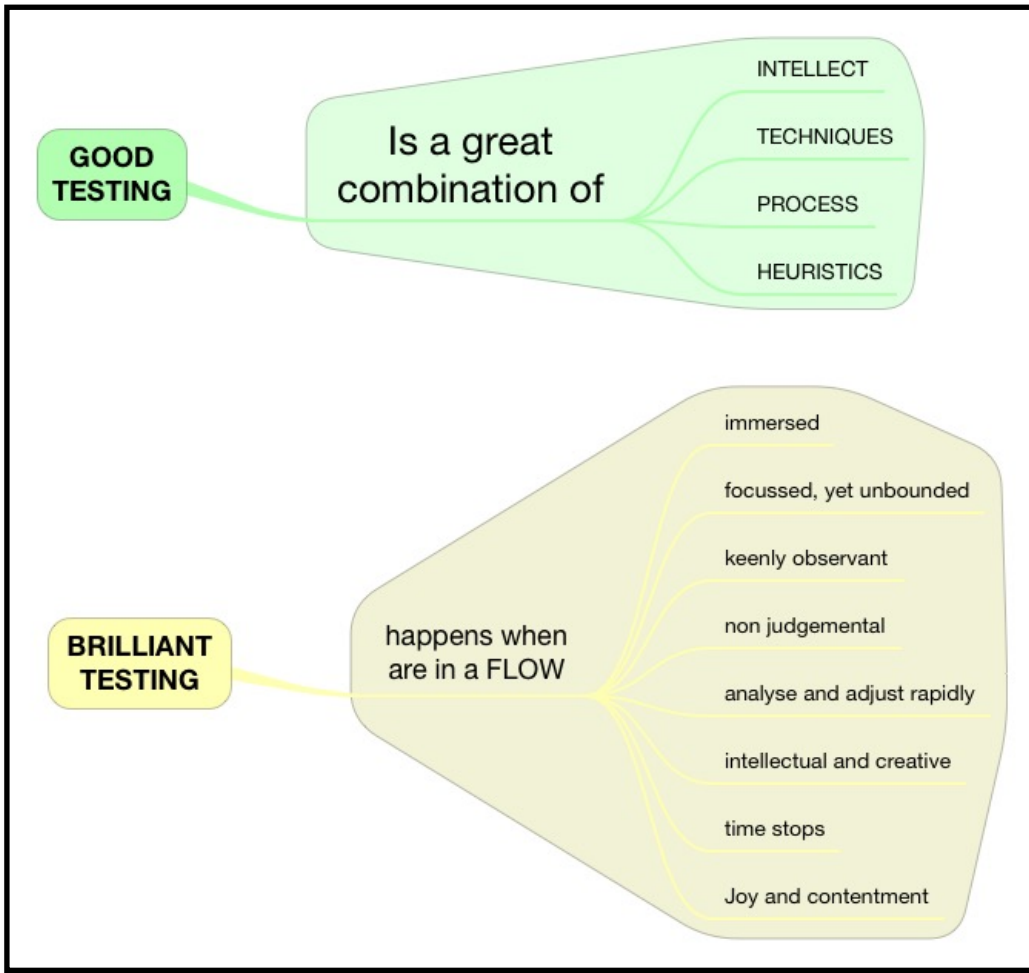 GOOD
TESTING
Is a great
combination of
INTELLECT
TECHNIQUES
PROCESS
HEURISTICS
BRILLIANT
TESTING
happens when
are in a FLOW
immersed
focussed, yet unbounded
keenly observant
non judgemental
analyse and adjust rapidly
intellectual and creative
time stops
Joy and contentment